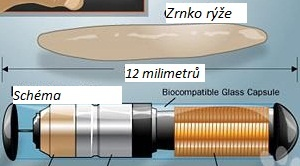 Zrnko rýže
12 milimetrů
Schéma
Biocompatible Glass Capsule